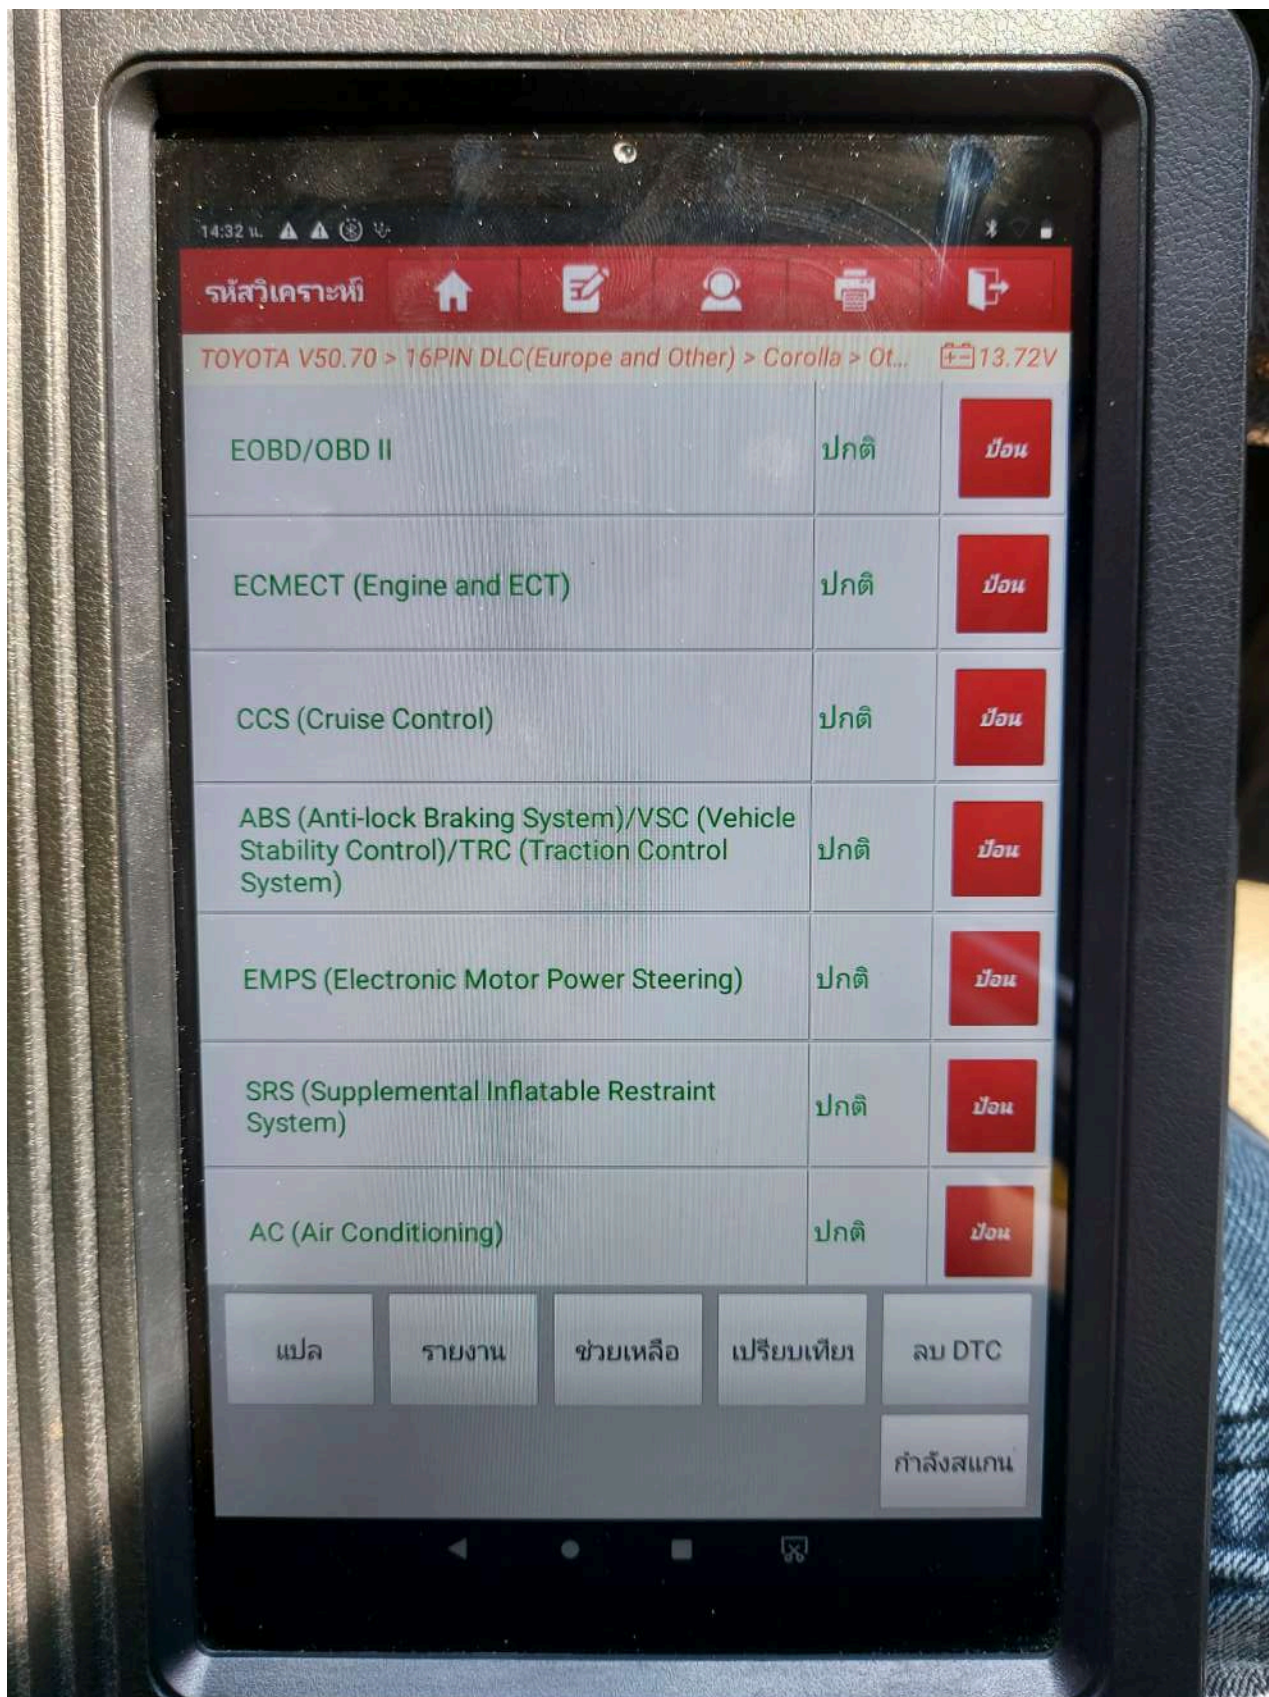 14:32 น.
รหัสวิเคราะห์
TOYOTA V50.70 > 16PIN DLC(Europe and Other) > Corolla > Ot... 13.72V
EOBD/OBD II ปกติ ป้อน
ECMECT (Engine and ECT) ปกติ ป้อน
CCS (Cruise Control) ปกติ ป้อน
ABS (Anti-lock Braking System)/VSC (Vehicle
Stability Control)/TRC (Traction Control ปกติ ป้อน
System)
EMPS (Electronic Motor Power Steering) ปกติ ป้อน
SRS (Supplemental Inflatable Restraint
System) ปกติ ป้อน
AC (Air Conditioning) ปกติ ป้อน
แปล รายงาน ช่วยเหลือ เปรียบเทียบ ลบ DTC
กำลังสแกน